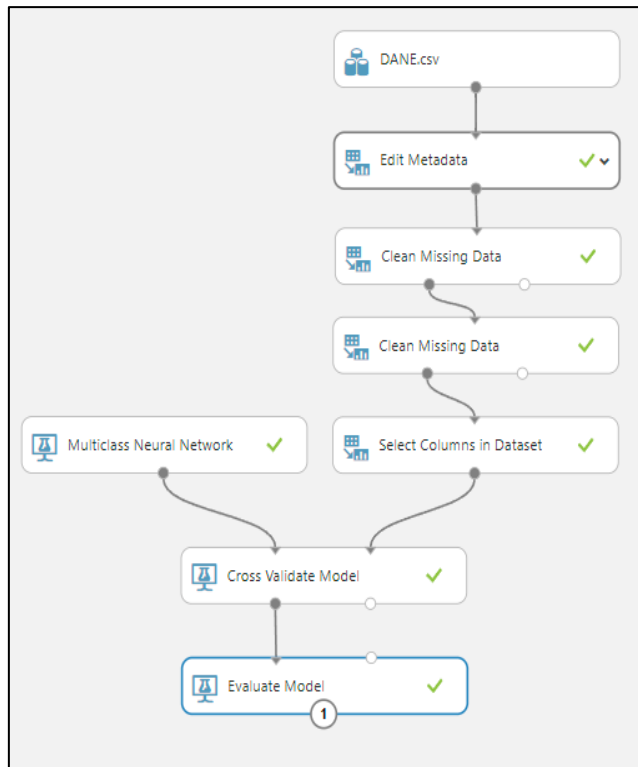 DANE.csv
Edit Metadata
Clean Missing Data
Clean Missing Data
Multiclass Neural Network
Select Columns in Dataset
Cross Validate Model
Evaluate Model
1